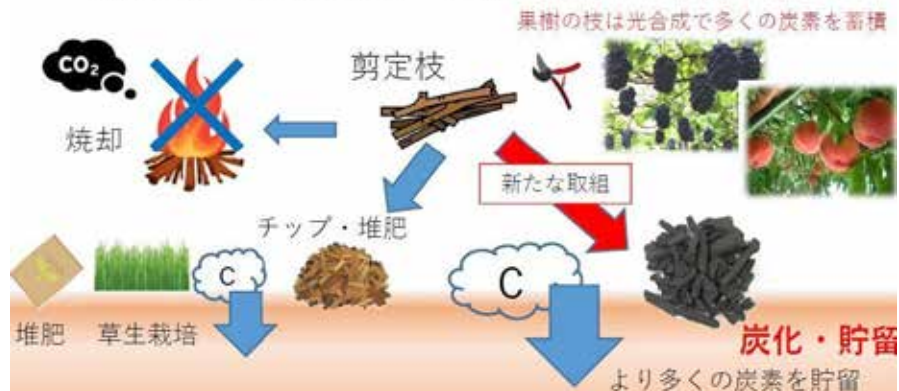 果樹の枝は光合成で多くの炭素を蓄積
CO₂
剪定枝
焼却
新たな取組
チップ・堆肥
C
C
堆肥
草生栽培
炭化・貯留
より多くの炭素を貯留